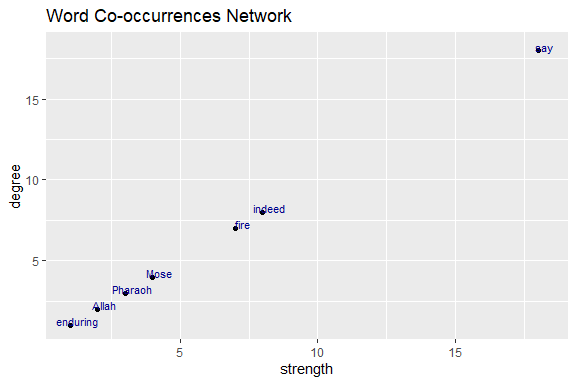 Word Co-occurrences Network
say
15
degree
10
indeed
fire
5
Mose
Pharaoh
Allah
enduring
5
10
15
strength